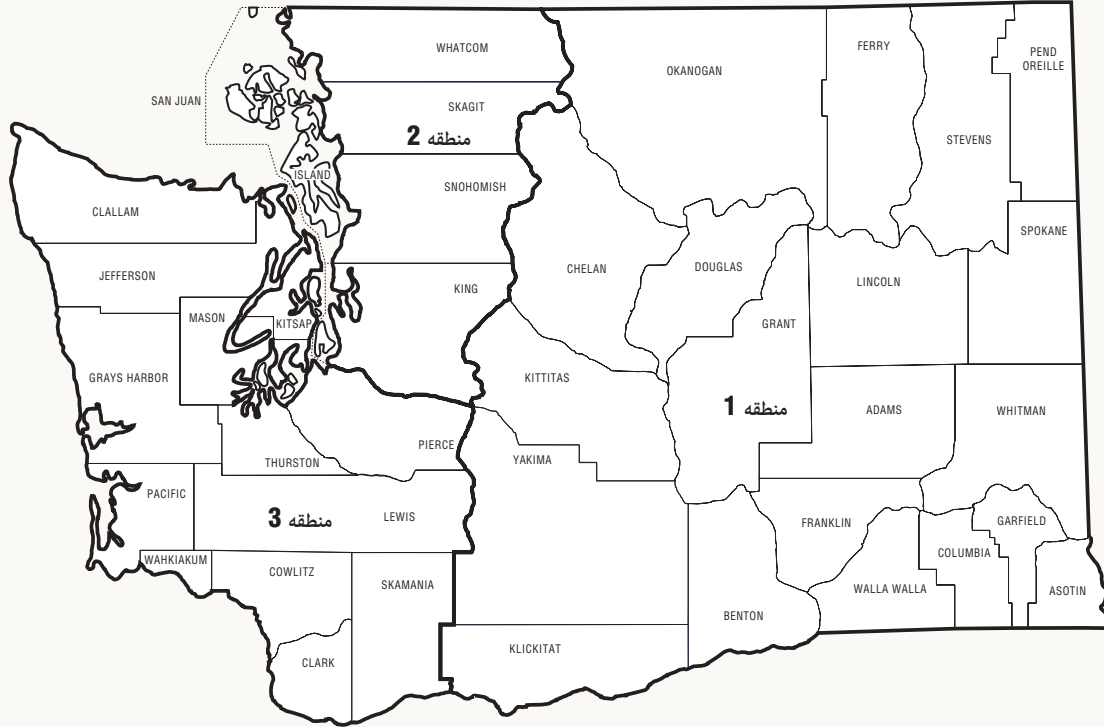 WHATCOM
FERRY
PEND
OREILLE
OKANOGAN
SAN JUAN
SKAGIT
منطقه 2
STEVENS
ISLAND
SNOHOMISH
CLALLAM
SPOKANE
JEFFERSON
CHELAN
DOUGLAS
LINCOLN
KING
MASON
KITSAP
GRANT
GRAYS HARBOR
KITTITAS
منطقه 1
ADAMS
WHITMAN
PIERCE
THURSTON
YAKIMA
PACIFIC
منطقه 3
LEWIS
FRANKLIN
GARFIELD
COLUMBIA
WAHKIAKUM
COWLITZ
SKAMANIA
WALLA WALLA
ASOTIN
BENTON
KLICKITAT
CLARK